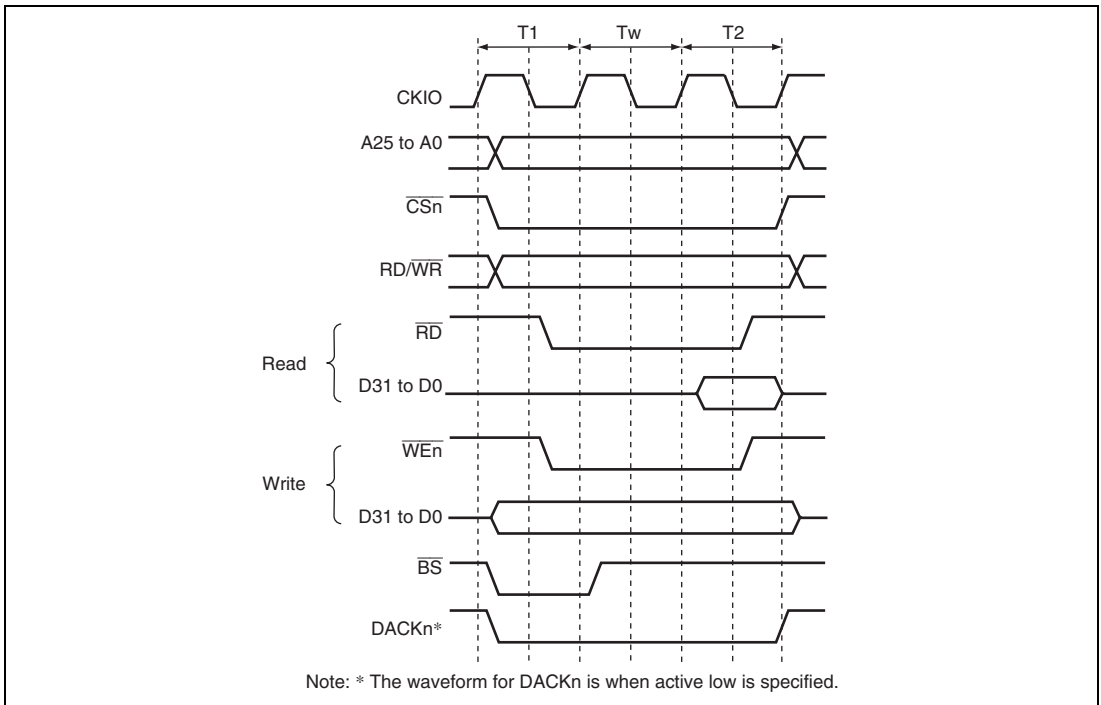 T1 Tw T2
CKIO
A25 to A0
CSn
RD/WR
RD
Read
D31 to D0
WEn
Write
D31 to D0
BS
DACKn*
Note: * The waveform for DACKn is when active low is specified.